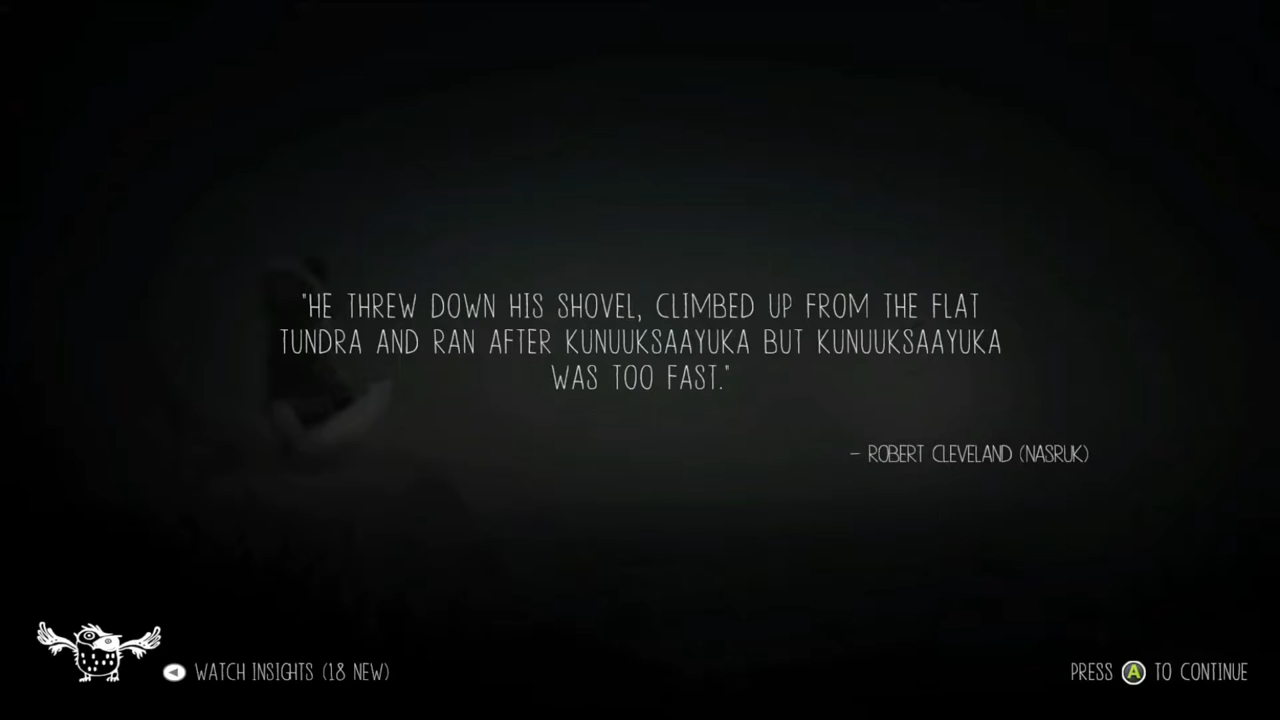 "HE THREW DOWN HIS SHOVEL, CLIMBED UP FROM THE FLAT
TUNDRA AND RAN AFTER KUNUUKSAAYUKA BUT KUNUUKSAAYUKA
WAS TOO FAST."
- ROBERT CLEVELAND (NASRUK)
WATCH INSIGHTS (18 NEW)
PRESS A TO CONTINUE